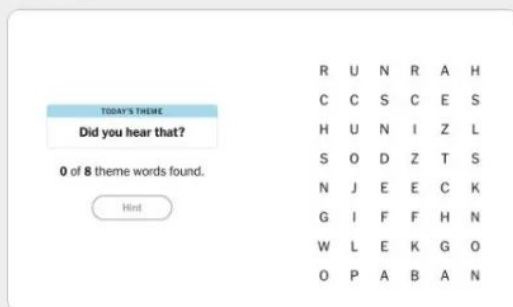 TODAY'S THEME
Did you hear that?
0 of 8 theme words found.
Hint
R U N R A H
C C S C E S
H U N I Z L
S O D Z T S
N J E E C K
G I F F H N
W L E K G O
O P A B A N